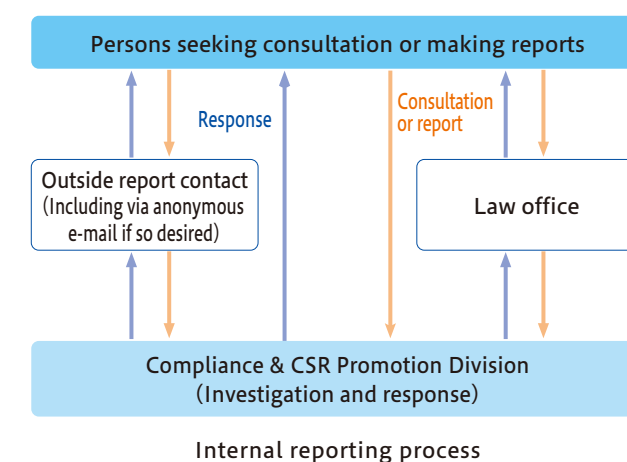 Persons seeking consultation or making reports
Response
Consultation
or report
Outside report contact
(Including via anonymous
e-mail if so desired)
Law office
Compliance & CSR Promotion Division
(Investigation and response)
Internal reporting process